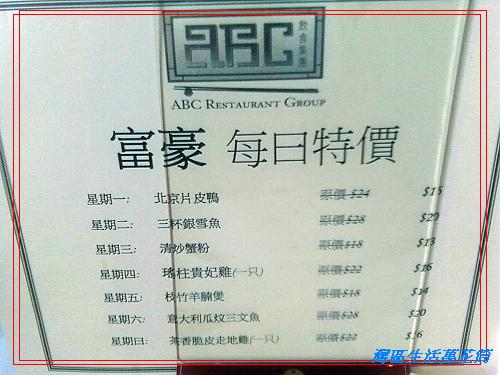 ABC 飲食集團
ABC RESTAURANT GROUP
富豪 每日特價
星期一: 北京片皮鴨 原價 $24 $15
星期二: 三杯銀雪魚 原價 $28 $20
星期三: 清炒蟹粉 原價 $18 $13
星期四: 瑤柱貴妃雞(一只) 原價 $22 $16
星期五: 枝竹羊腩煲 原價 $18 $14
星期六: 意大利瓜炆三文魚 原價 $28 $20
星期日: 茶香脆皮走地雞(一只) 原價 $22
生活萬花筒